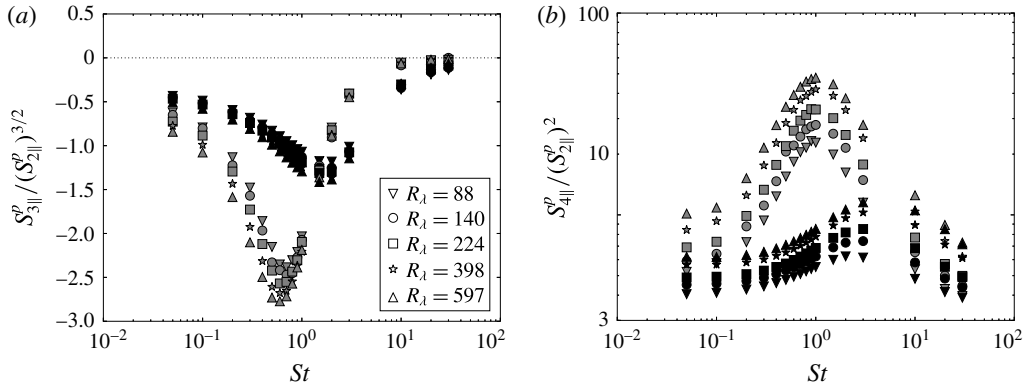 (a)
0.5
0
−0.5
−1.0
−1.5
−2.0
−2.5
−3.0
S^p_{3∥}/(S^p_{2∥})^{3/2}
R_λ = 88
R_λ = 140
R_λ = 224
R_λ = 398
R_λ = 597
10^{−2} 10^{−1} 10^0 10^1 10^2
St
(b)
100
10
3
S^p_{4∥}/(S^p_{2∥})^2
10^{−2} 10^{−1} 10^0 10^1 10^2
St